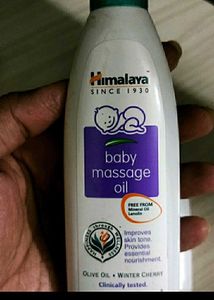 Himalaya
SINCE 1930
baby
massage
oil
FREE FROM
Mineral Oil
Lanolin
Improves
skin tone.
Provides
essential
nourishment.
OLIVE OIL • WINTER CHERRY
Clinically tested.